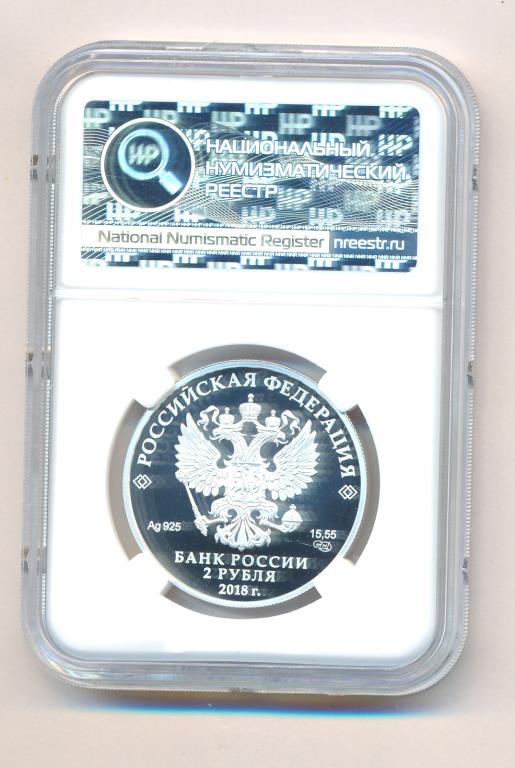 НР
НАЦИОНАЛЬНЫЙ
НУМИЗМАТИЧЕСКИЙ
РЕЕСТР
National Numismatic Register nreestr.ru
РОССИЙСКАЯ ФЕДЕРАЦИЯ
Ag 925
15,55
БАНК РОССИИ
2 РУБЛЯ
2018 г.